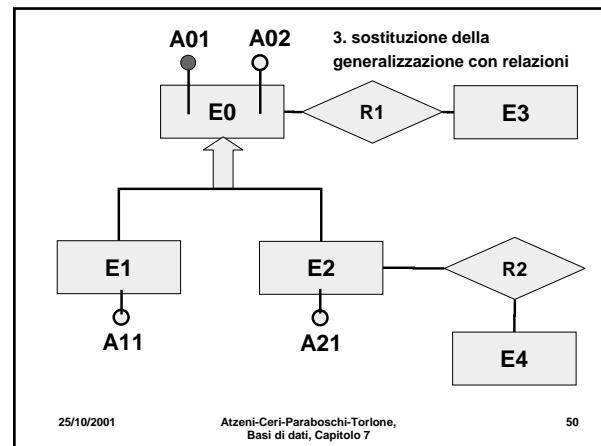 A01 A02 3. sostituzione della
generalizzazione con relazioni
E0 R1 E3
E1 E2 R2
A11 A21 E4
25/10/2001 Atzeni-Ceri-Paraboschi-Torlone, 50
Basi di dati, Capitolo 7